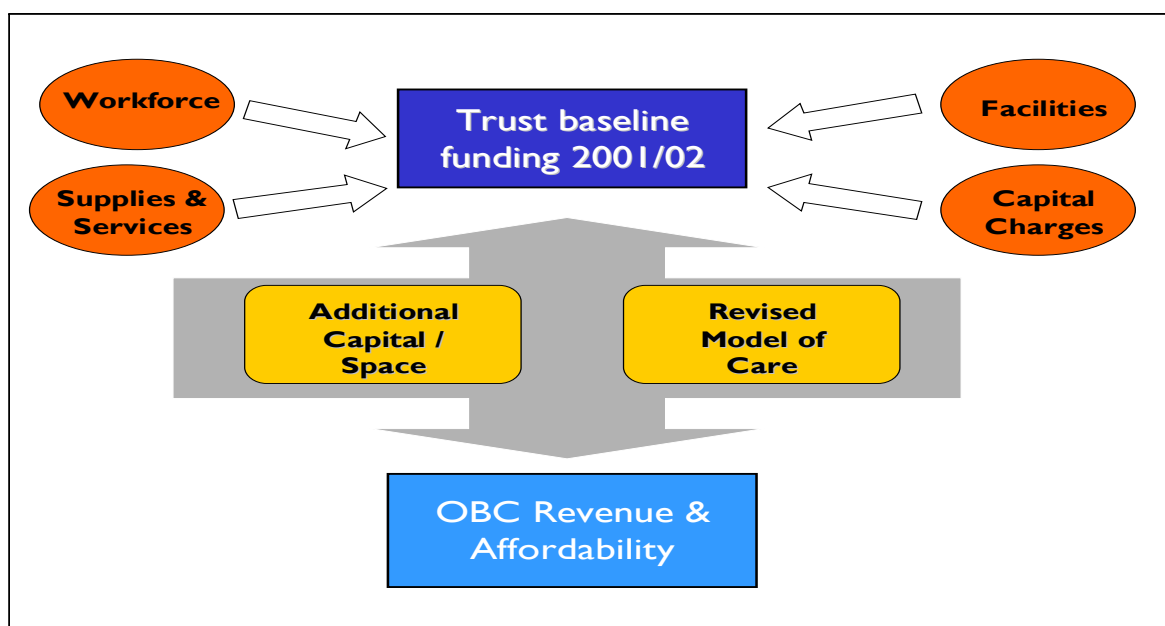 Workforce
Trust baseline
funding 2001/02
Facilities
Supplies &
Services
Capital
Charges
Additional
Capital /
Space
Revised
Model of
Care
OBC Revenue &
Affordability